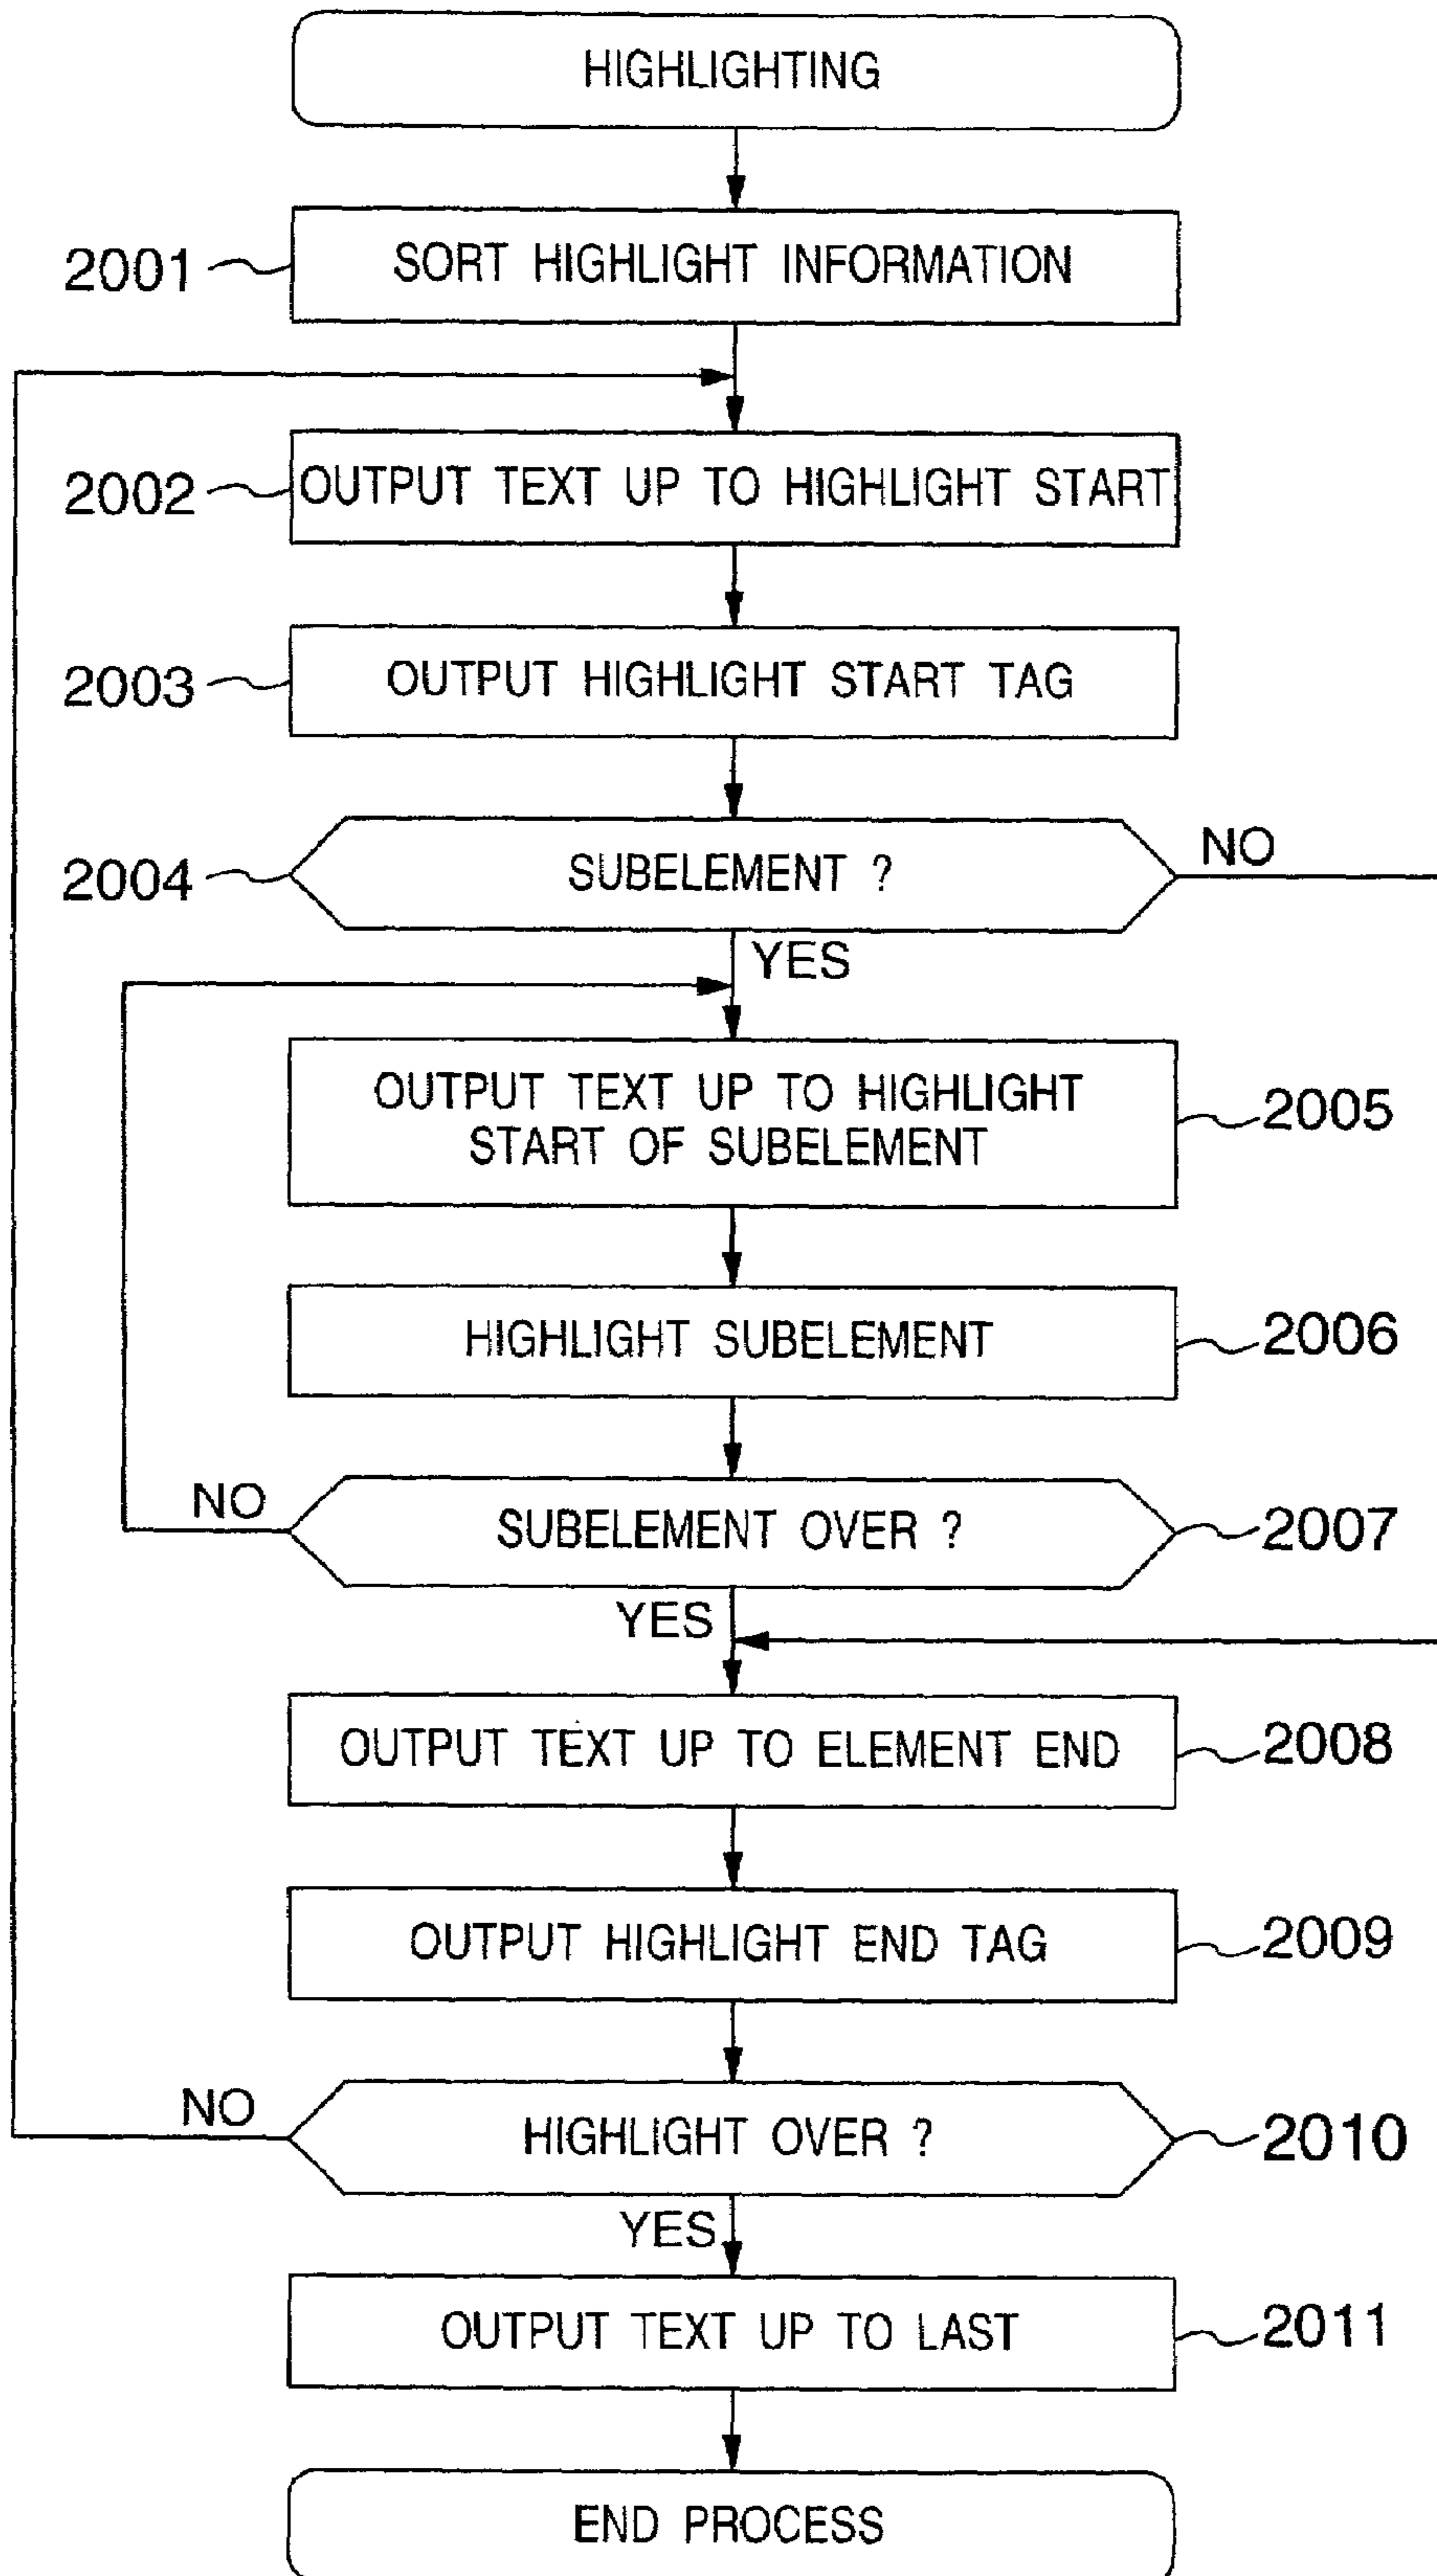 HIGHLIGHTING
2001
SORT HIGHLIGHT INFORMATION
2002
OUTPUT TEXT UP TO HIGHLIGHT START
2003
OUTPUT HIGHLIGHT START TAG
2004
SUBELEMENT ?
NO
YES
OUTPUT TEXT UP TO HIGHLIGHT
START OF SUBELEMENT
2005
HIGHLIGHT SUBELEMENT
2006
NO
SUBELEMENT OVER ?
2007
YES
OUTPUT TEXT UP TO ELEMENT END
2008
OUTPUT HIGHLIGHT END TAG
2009
NO
HIGHLIGHT OVER ?
2010
YES
OUTPUT TEXT UP TO LAST
2011
END PROCESS